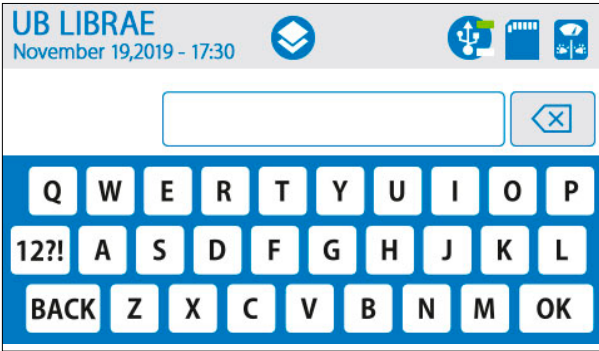 UB LIBRAE
November 19,2019 - 17:30
Q W E R T Y U I O P
12?! A S D F G H J K L
BACK Z X C V B N M OK